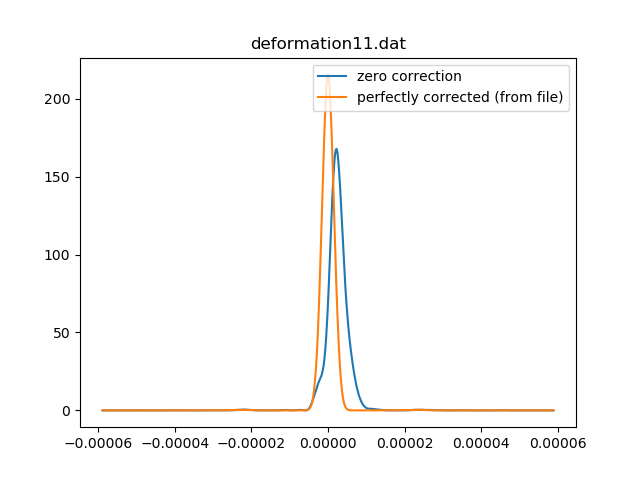 deformation11.dat
zero correction
perfectly corrected (from file)
200
150
100
50
0
−0.00006 −0.00004 −0.00002 0.00000 0.00002 0.00004 0.00006